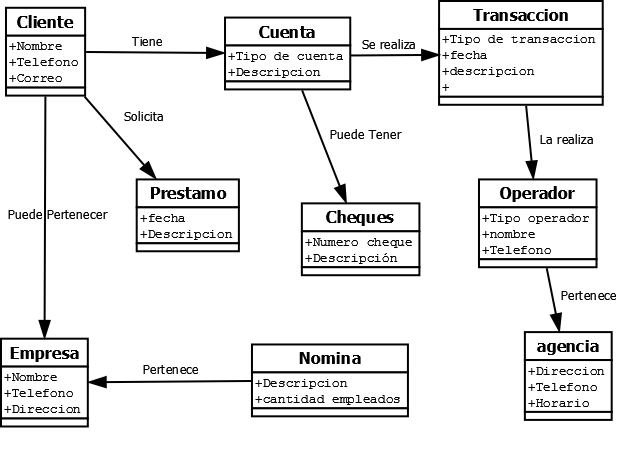 Cliente
+Nombre
+Telefono
+Correo
Tiene
Cuenta
+Tipo de cuenta
+Descripcion
Se realiza
Transaccion
+Tipo de transaccion
+fecha
+descripcion
+
Solicita
Puede Tener
La realiza
Prestamo
+fecha
+Descripcion
Cheques
+Numero cheque
+Descripción
Operador
+Tipo operador
+nombre
+Telefono
Puede Pertenecer
Pertenece
Empresa
+Nombre
+Telefono
+Direccion
Pertenece
Nomina
+Descripcion
+cantidad empleados
agencia
+Direccion
+Telefono
+Horario